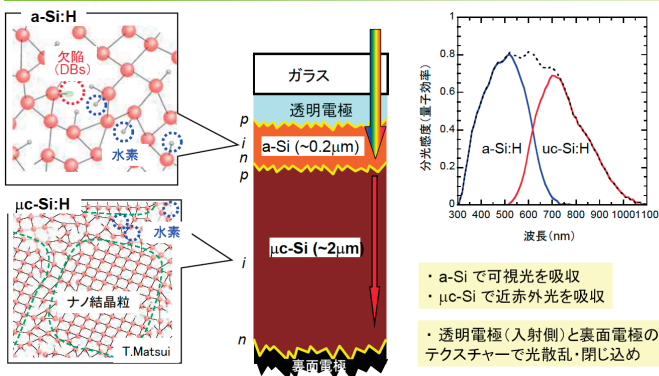 a-Si:H
欠陥
(DBs)
水素
μc-Si:H
水素
ナノ結晶粒
T.Matsui
ガラス
透明電極
p
i
a-Si (~0.2μm)
n
p
i
μc-Si (~2μm)
n
裏面電極
分光感度(量子効率)
1
0.8
0.6
0.4
0.2
0
a-Si:H
uc-Si:H
300 400 500 600 700 800 900 1000 1100
波長(nm)
・a-Si で可視光を吸収
・μc-Si で近赤外光を吸収
・透明電極(入射側)と裏面電極の
テクスチャーで光散乱・閉じ込め